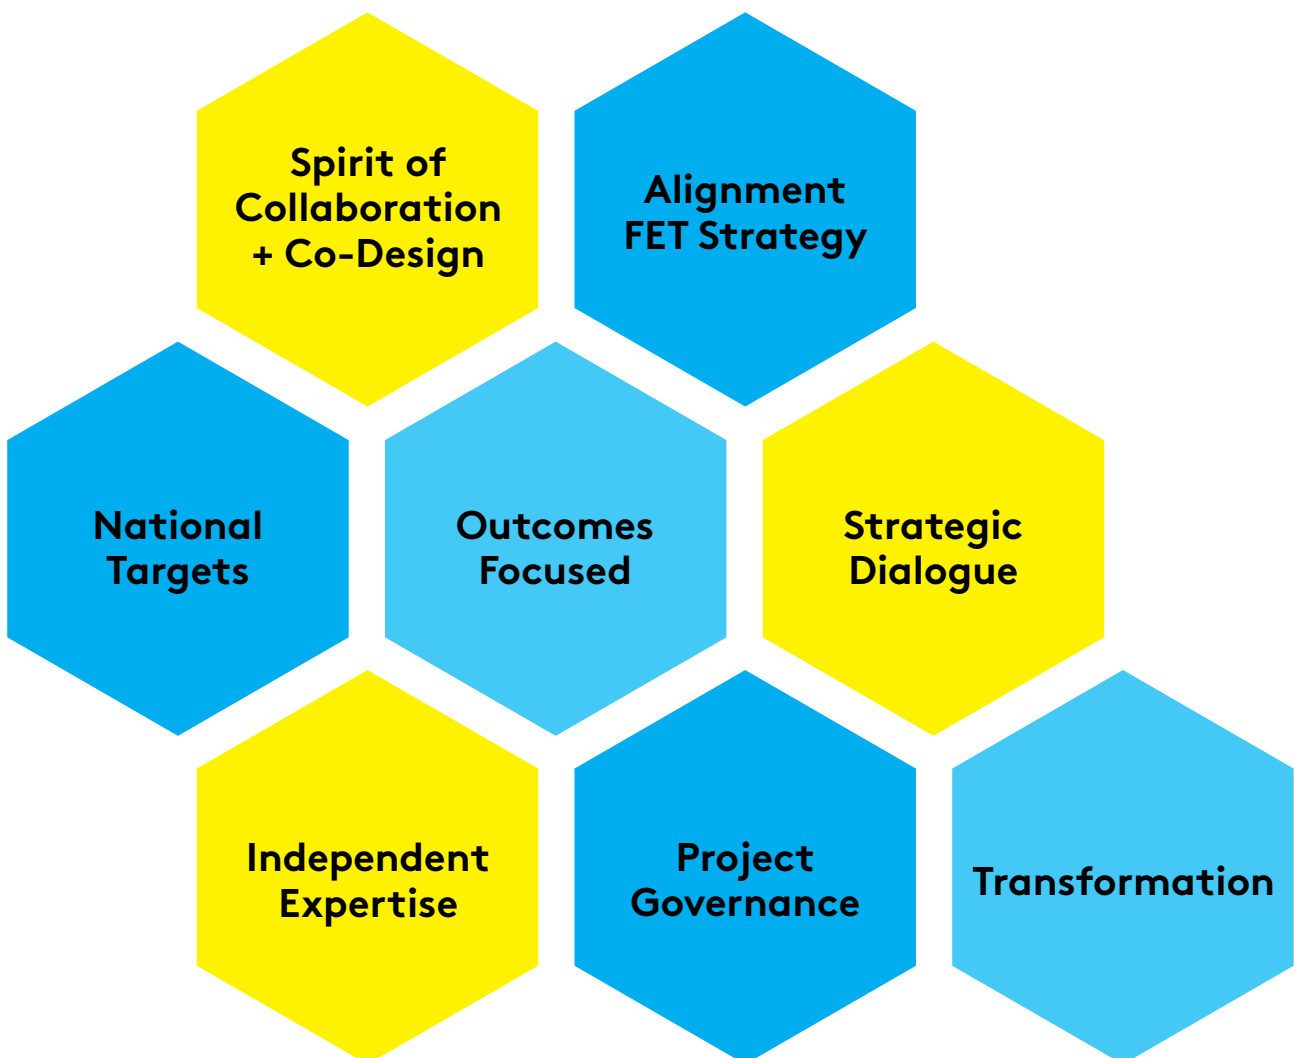 Spirit of
Collaboration
+ Co-Design
Alignment
FET Strategy
National
Targets
Outcomes
Focused
Strategic
Dialogue
Independent
Expertise
Project
Governance
Transformation